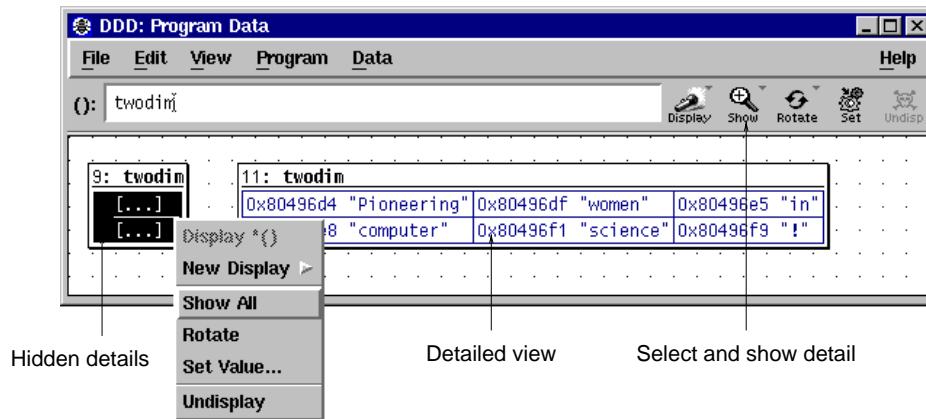 DDD: Program Data
File Edit View Program Data Help
(): twodim
Display Show Rotate Set Undisp
9: twodim
[...]
[...]
11: twodim
0x80496d4 "Pioneering" 0x80496df "women" 0x80496e5 "in"
e8 "computer" 0x80496f1 "science" 0x80496f9 "!"
Display *()
New Display
Show All
Rotate
Set Value...
Undisplay
Hidden details
Detailed view
Select and show detail